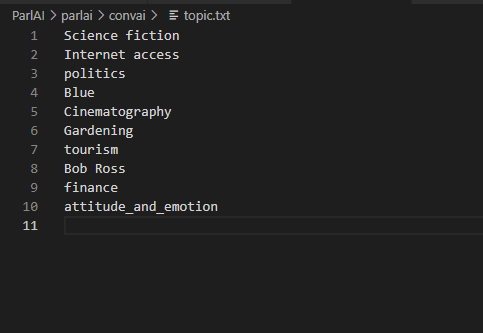 ParlAI > parlai > convai > topic.txt
1 Science fiction
2 Internet access
3 politics
4 Blue
5 Cinematography
6 Gardening
7 tourism
8 Bob Ross
9 finance
10 attitude_and_emotion
11